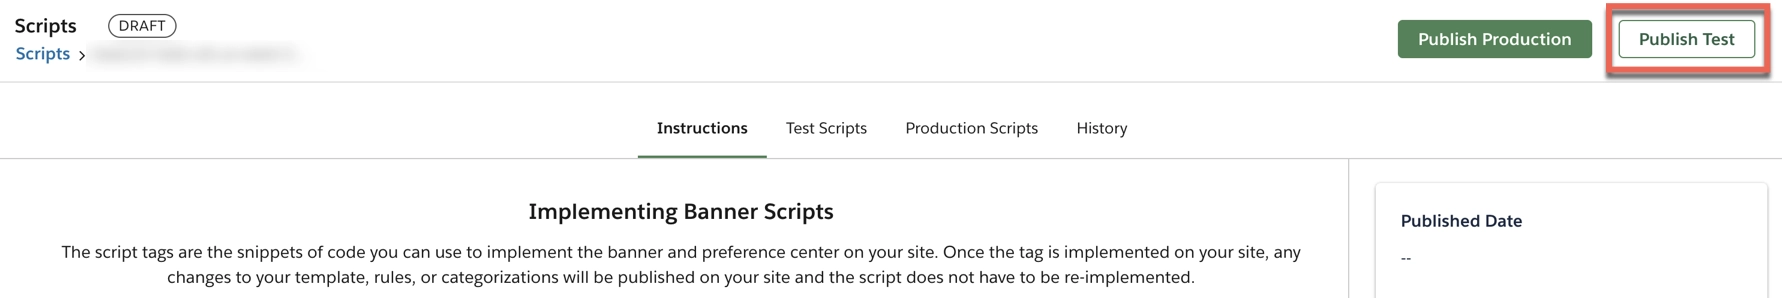 Scripts DRAFT
Scripts >
Publish Production Publish Test
Instructions Test Scripts Production Scripts History
Implementing Banner Scripts
The script tags are the snippets of code you can use to implement the banner and preference center on your site. Once the tag is implemented on your site, any
changes to your template, rules, or categorizations will be published on your site and the script does not have to be re-implemented.
Published Date
--